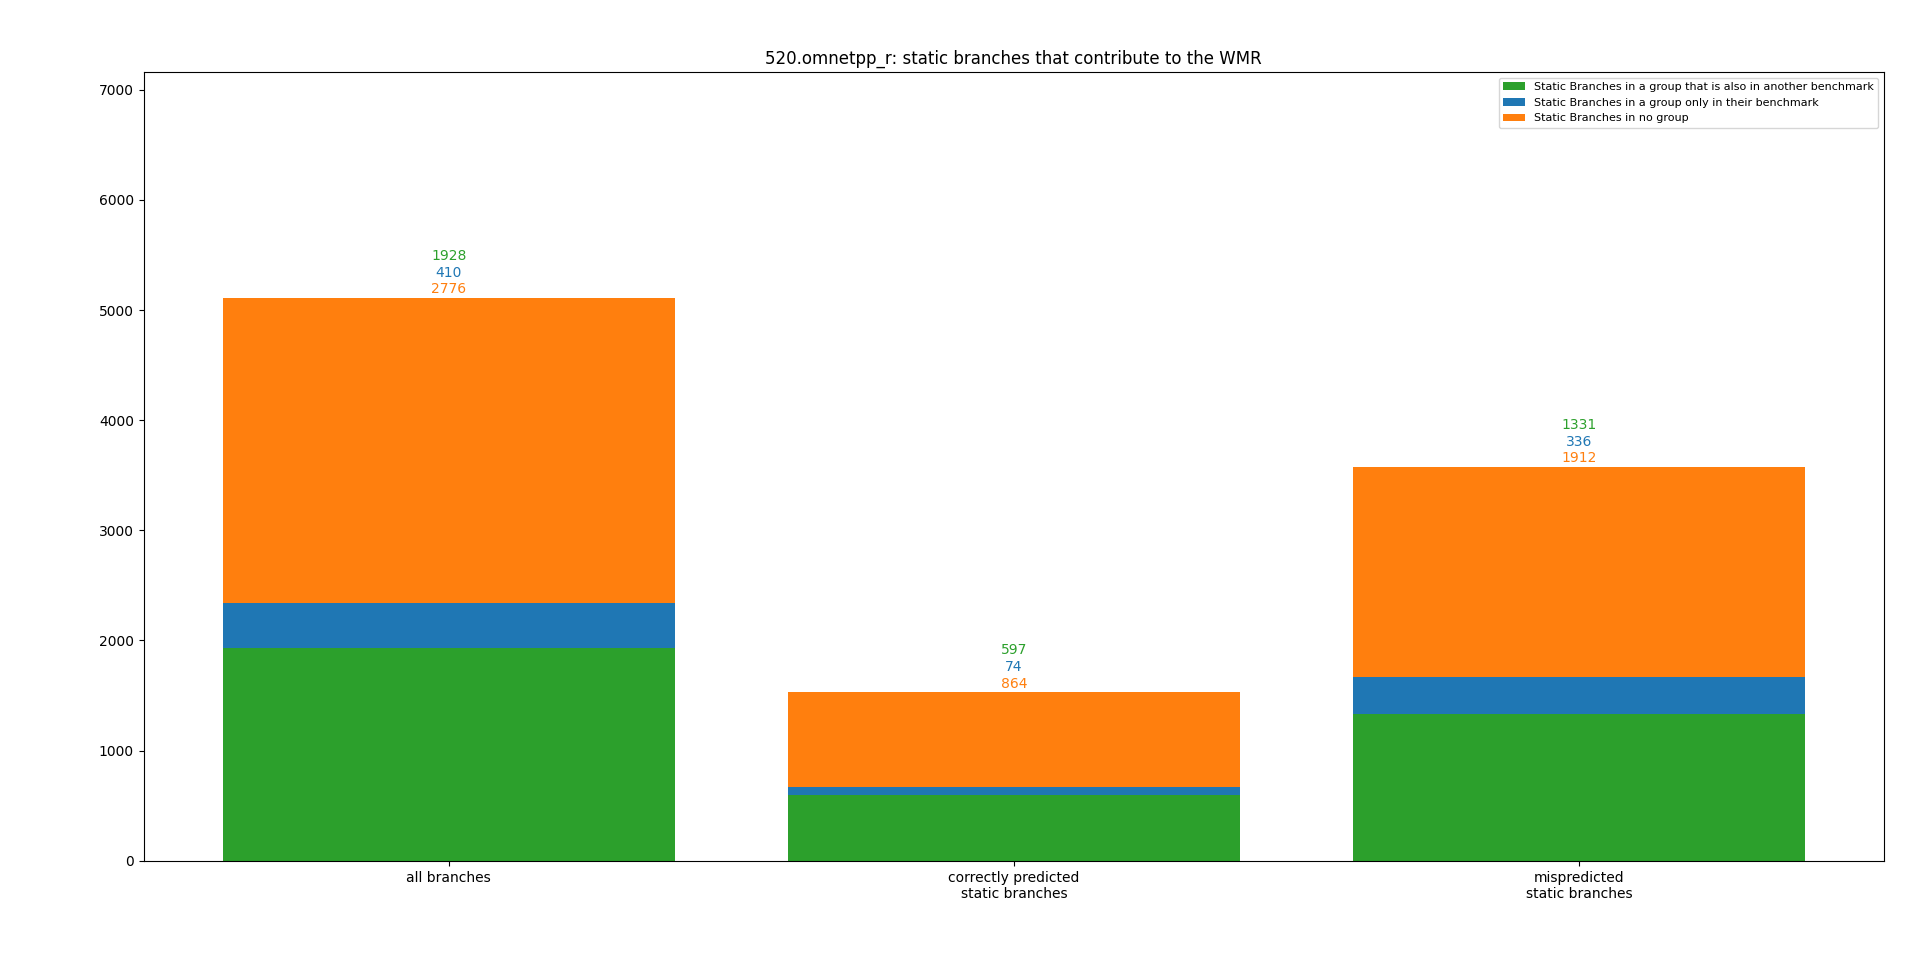 520.omnetpp_r: static branches that contribute to the WMR
7000
6000
5000
4000
3000
2000
1000
0
Static Branches in a group that is also in another benchmark
Static Branches in a group only in their benchmark
Static Branches in no group
1928
410
2776
597
74
864
1331
336
1912
all branches
correctly predicted
static branches
mispredicted
static branches